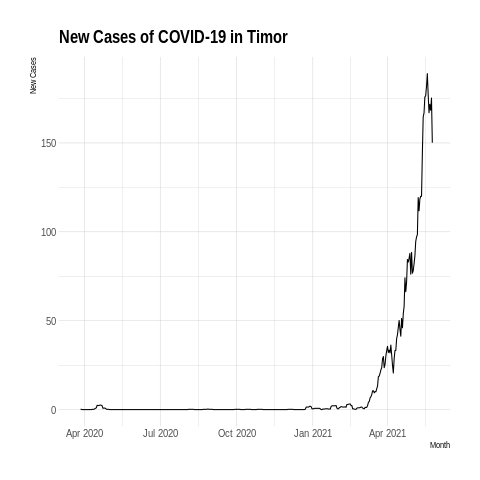 New Cases of COVID-19 in Timor
New Cases
150
100
50
0
Apr 2020 Jul 2020 Oct 2020 Jan 2021 Apr 2021
Month